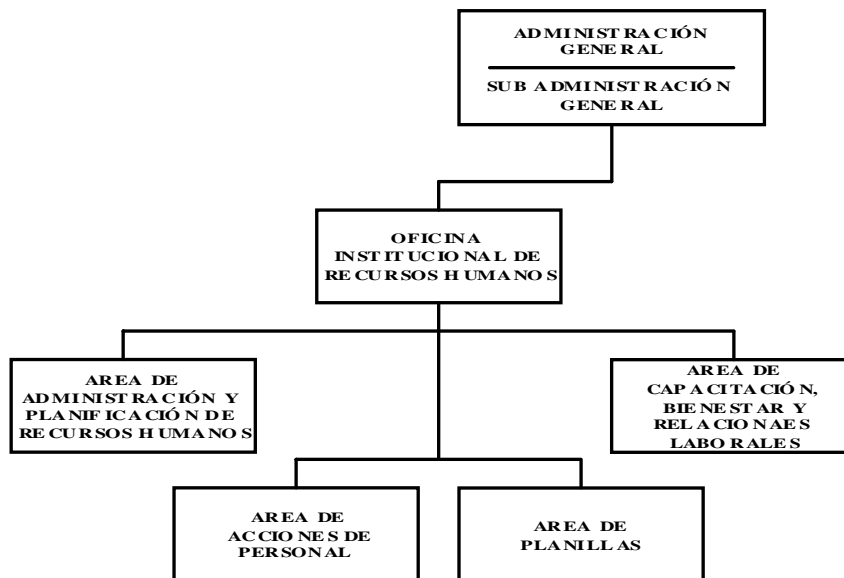 ADMINISTRACIÓN
GENERAL
SUB ADMINISTRACIÓN
GENERAL
OFICINA
INSTITUCIONAL DE
RECURSOS HUMANOS
AREA DE
ADMINISTRACIÓN Y
PLANIFICACIÓN DE
RECURSOS HUMANOS
AREA DE
CAPACITACIÓN,
BIENESTAR Y
RELACIONAES
LABORALES
AREA DE
ACCIONES DE
PERSONAL
AREA DE
PLANILLAS